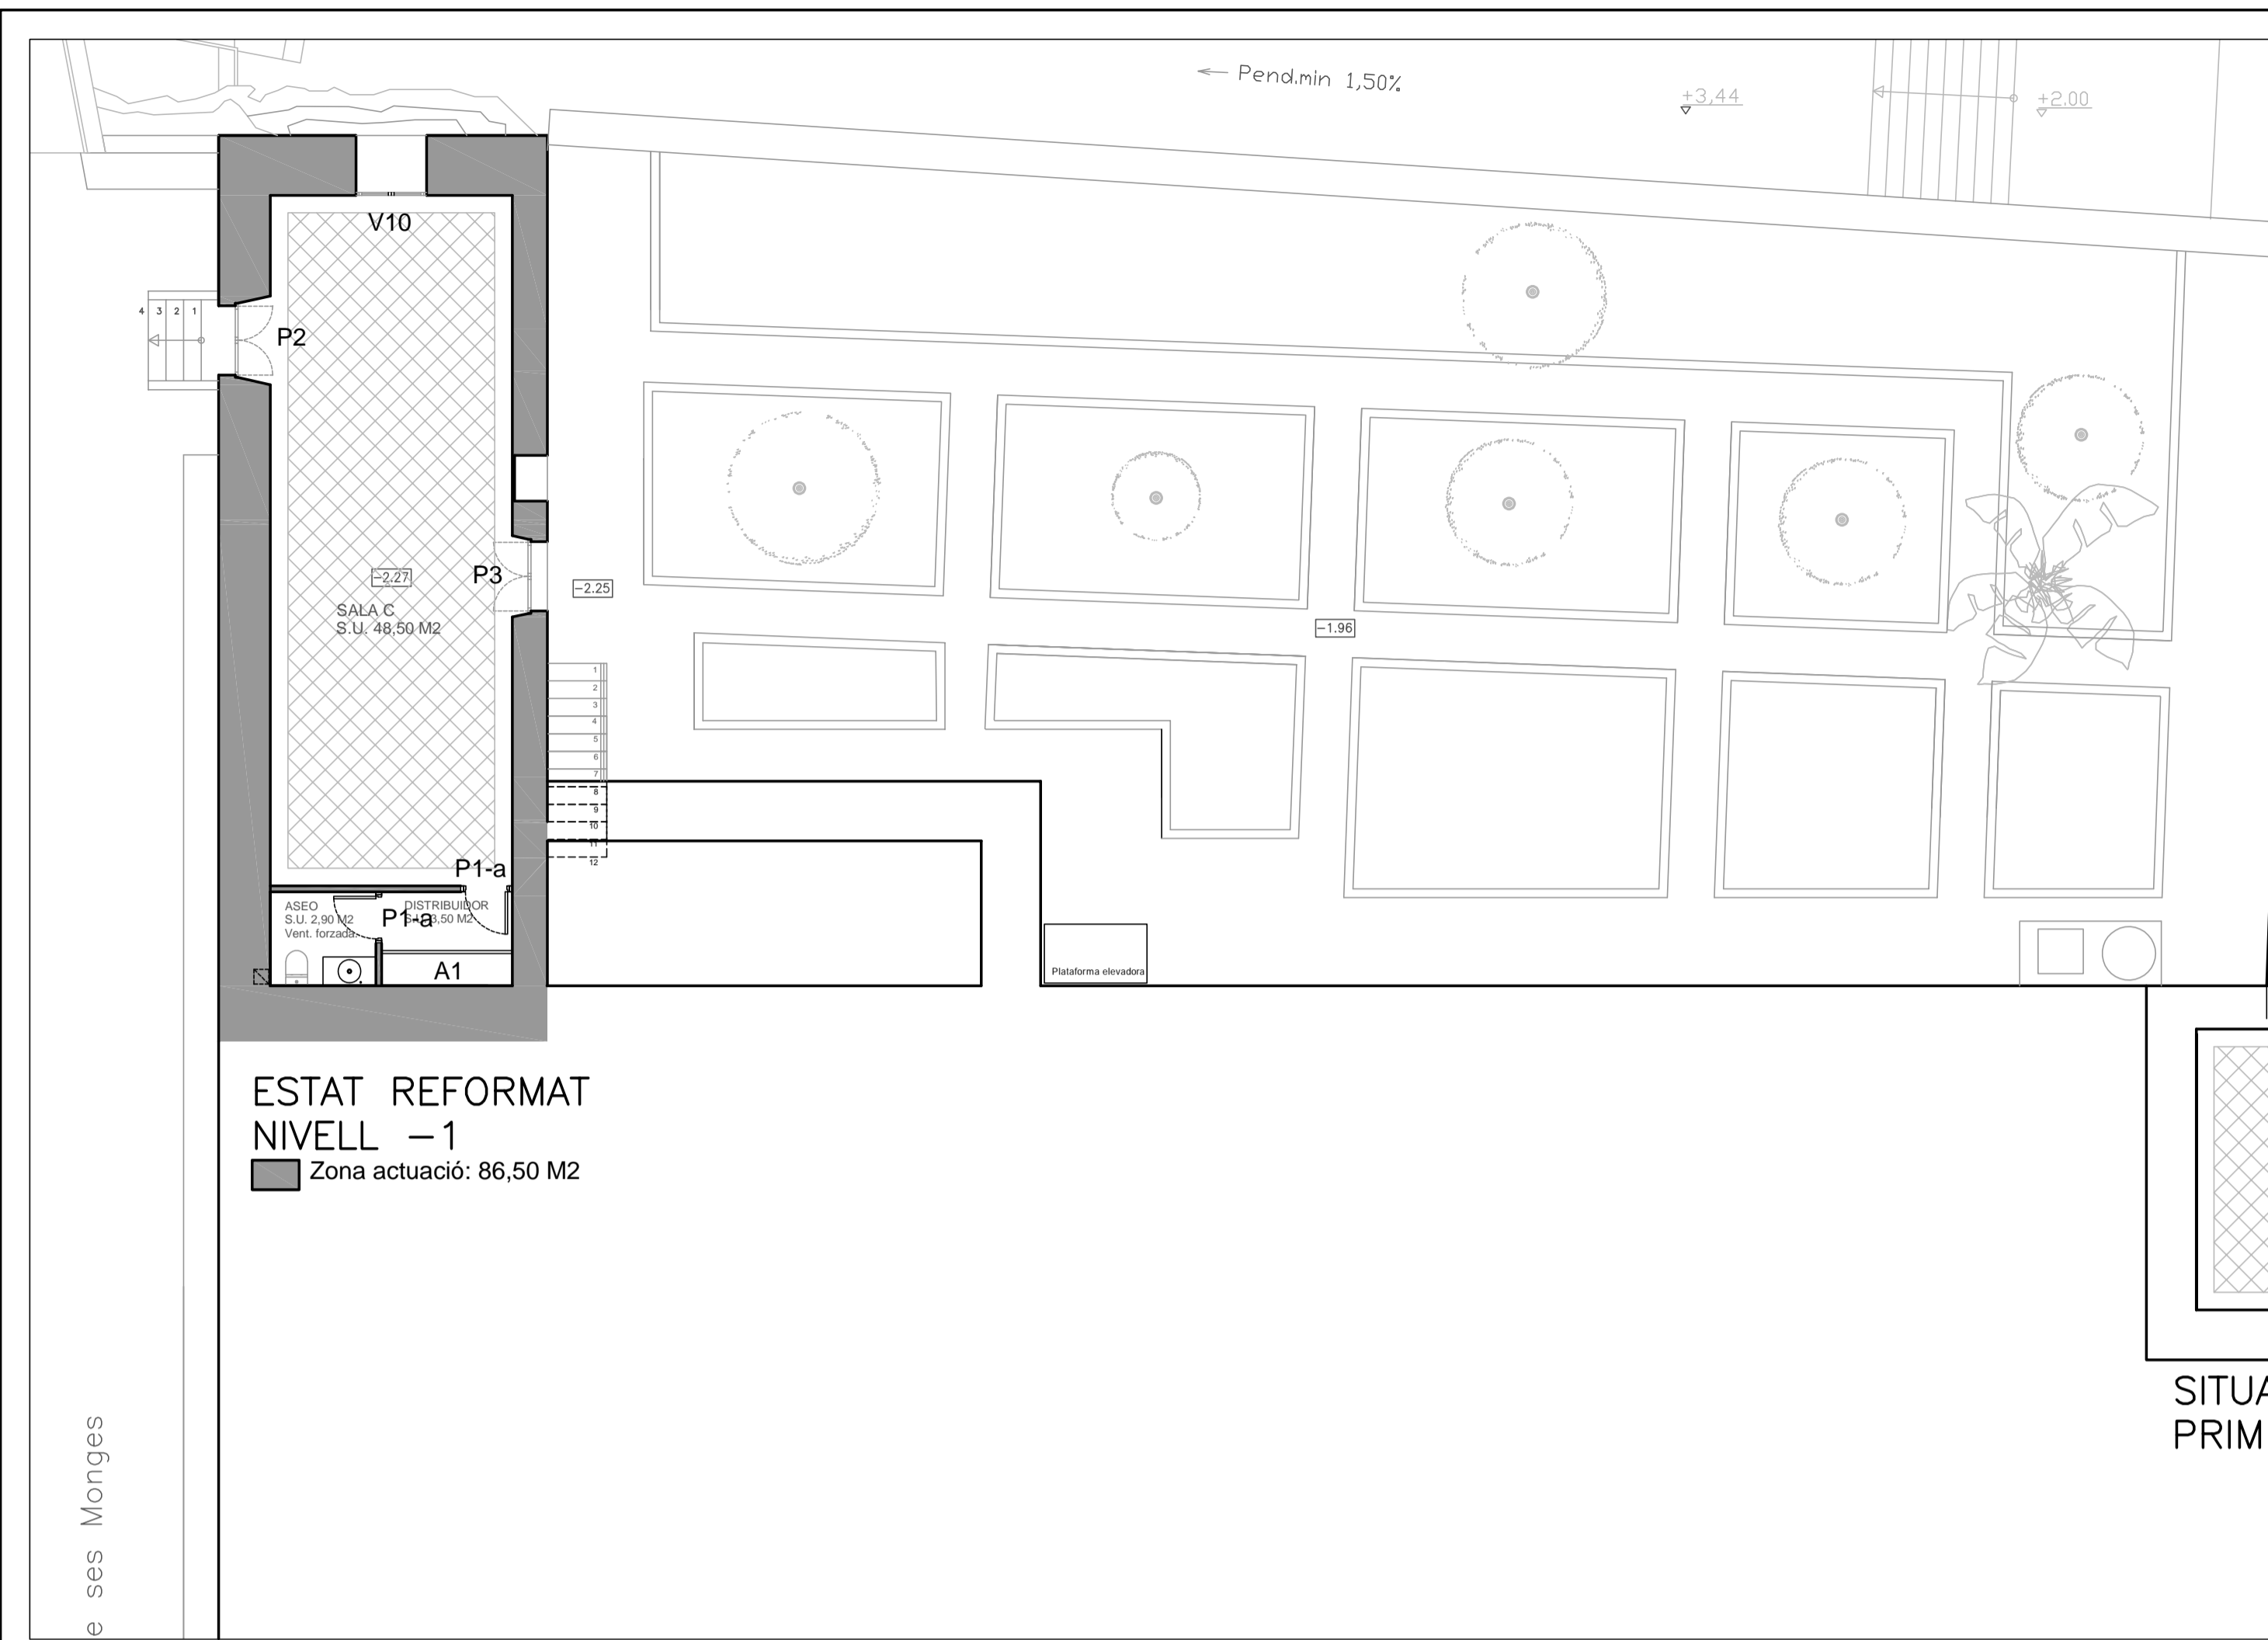 ← Pend.min 1,50%
+3,44
+2.00
V10
4 3 2 1
P2
-2.27
P3
-2.25
SALA C
S.U. 48,50 M2
-1.96
1
2
3
4
5
6
7
8
9
10
11
12
P1-a
ASEO
S.U. 2,90 M2
Vent. forzada.
P1-a
DISTRIBUIDOR
S.U. 3,50 M2
A1
Plataforma elevadora
ESTAT REFORMAT
NIVELL -1
Zona actuació: 86,50 M2
SITUA
PRIM
e ses Monges